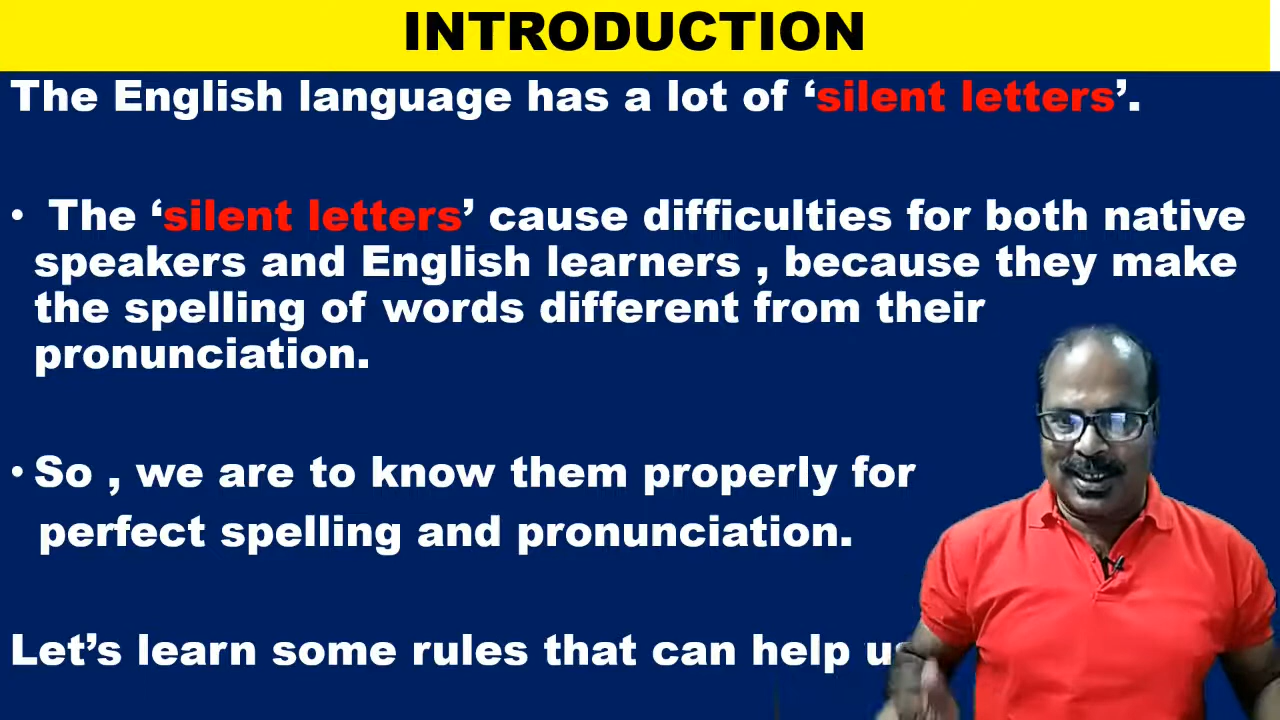 INTRODUCTION
The English language has a lot of ‘silent letters’.
• The ‘silent letters’ cause difficulties for both native
speakers and English learners , because they make
the spelling of words different from their
pronunciation.
• So , we are to know them properly for
perfect spelling and pronunciation.
Let’s learn some rules that can help